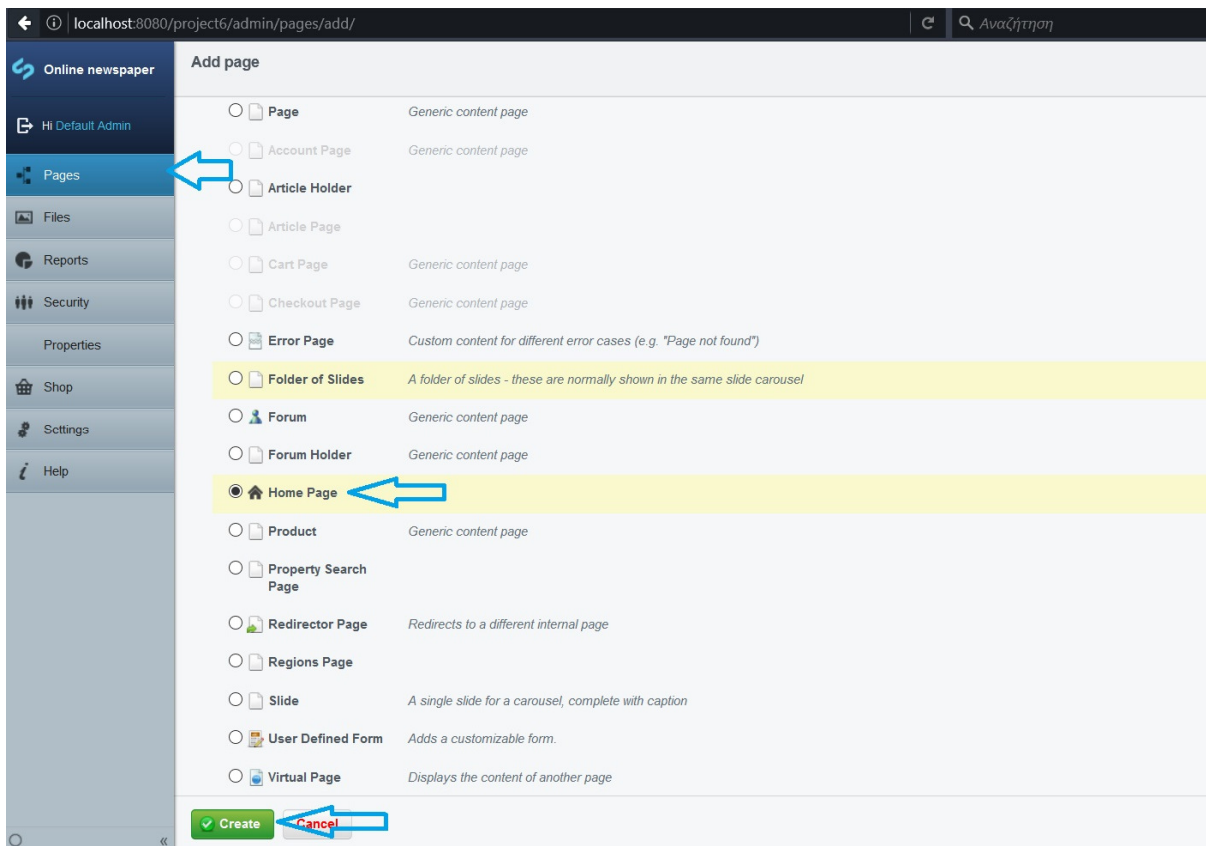 localhost:8080/project6/admin/pages/add/
Αναζήτηση
Online newspaper
Hi Default Admin
Pages
Files
Reports
Security
Properties
Shop
Settings
Help
Add page
Page Generic content page
Account Page Generic content page
Article Holder
Article Page
Cart Page Generic content page
Checkout Page Generic content page
Error Page Custom content for different error cases (e.g. "Page not found")
Folder of Slides A folder of slides - these are normally shown in the same slide carousel
Forum Generic content page
Forum Holder Generic content page
Home Page
Product Generic content page
Property Search
Page
Redirector Page Redirects to a different internal page
Regions Page
Slide A single slide for a carousel, complete with caption
User Defined Form Adds a customizable form.
Virtual Page Displays the content of another page
Create Cancel